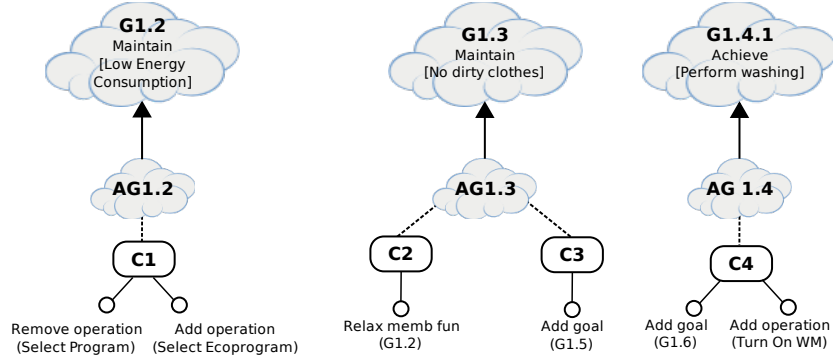 G1.2
Maintain
[Low Energy
Consumption]
G1.3
Maintain
[No dirty clothes]
G1.4.1
Achieve
[Perform washing]
AG1.2
AG1.3
AG 1.4
C1
C2
C3
C4
Remove operation
(Select Program)
Add operation
(Select Ecoprogram)
Relax memb fun
(G1.2)
Add goal
(G1.5)
Add goal
(G1.6)
Add operation
(Turn On WM)